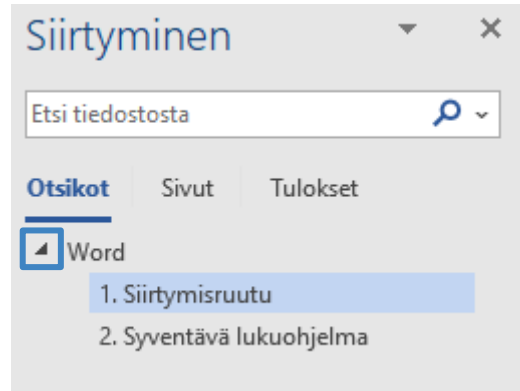 Siirtyminen
Etsi tiedostosta
Otsikot Sivut Tulokset
Word
1. Siirtymisruutu
2. Syventävä lukuohjelma